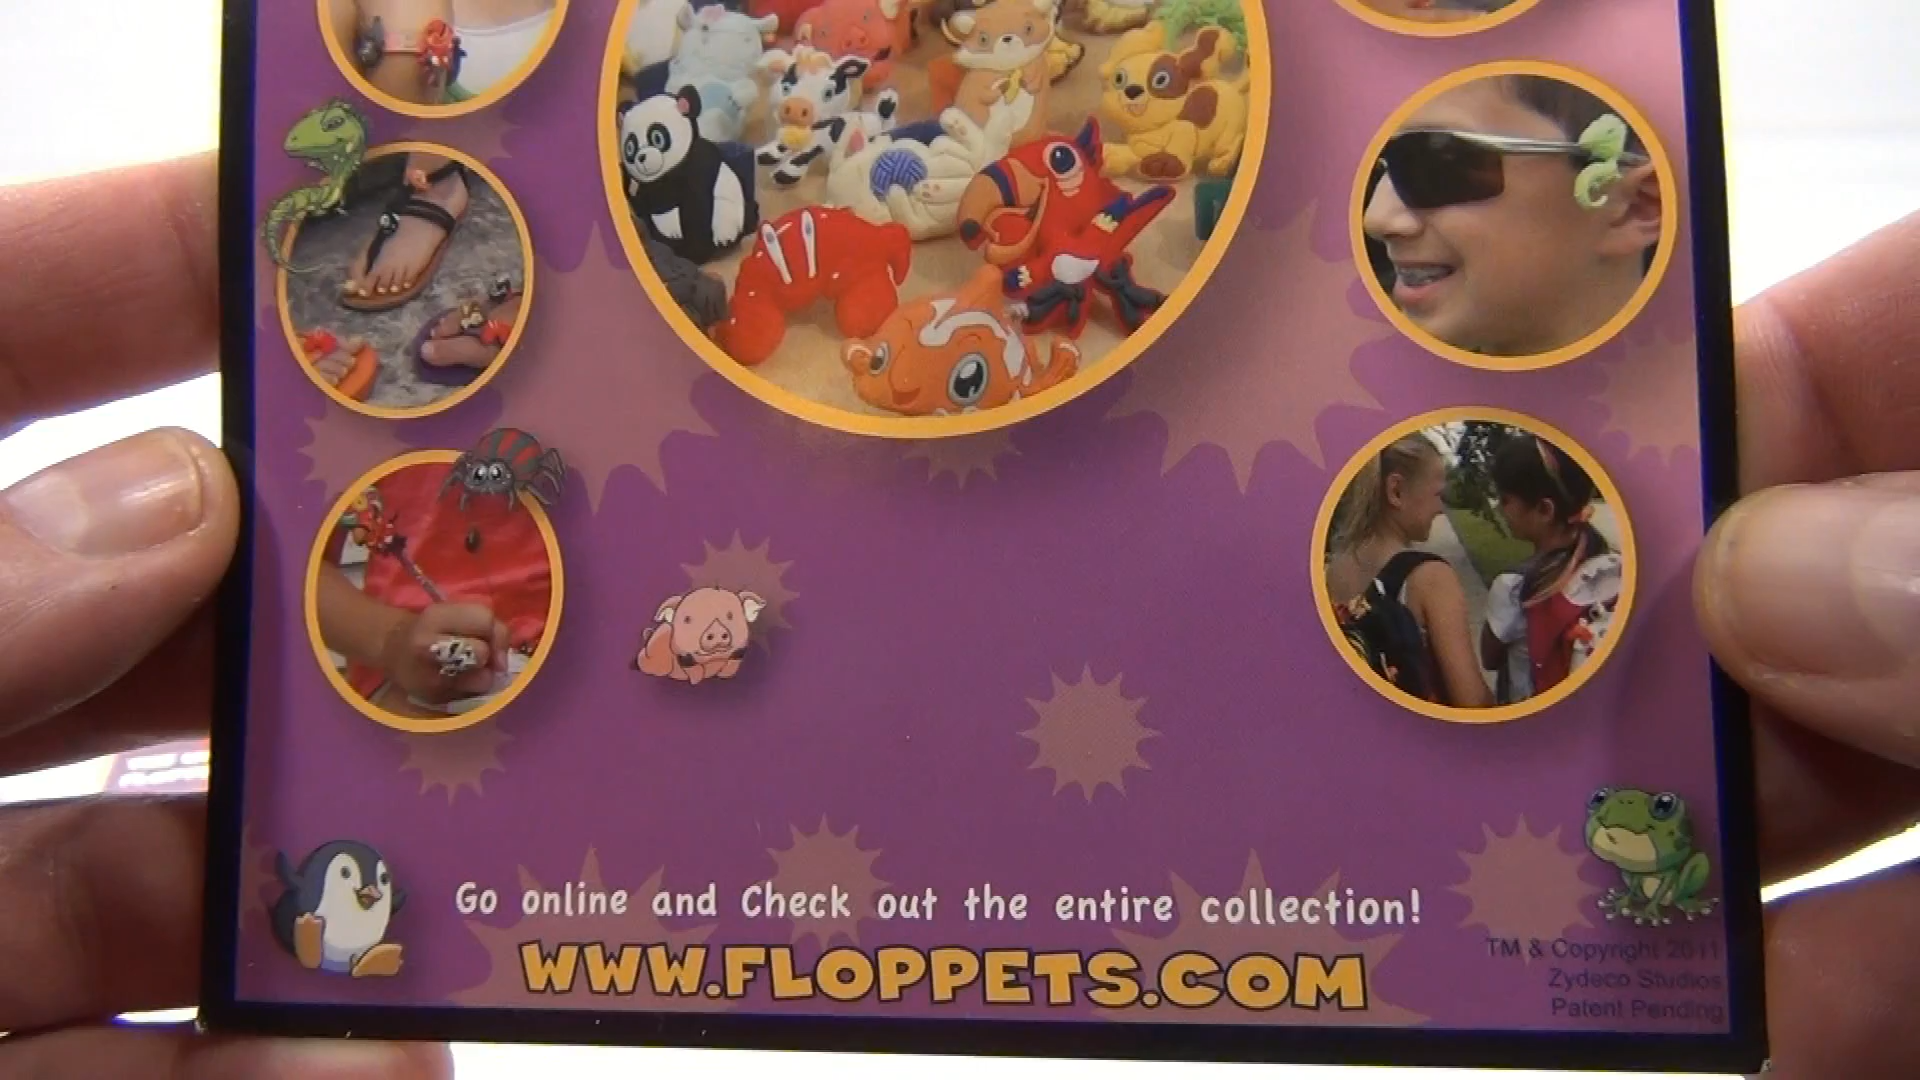 Go online and Check out the entire collection!
WWW.FLOPPETS.COM
TM & Copyright 2011
Zydeco Studios
Patent Pending